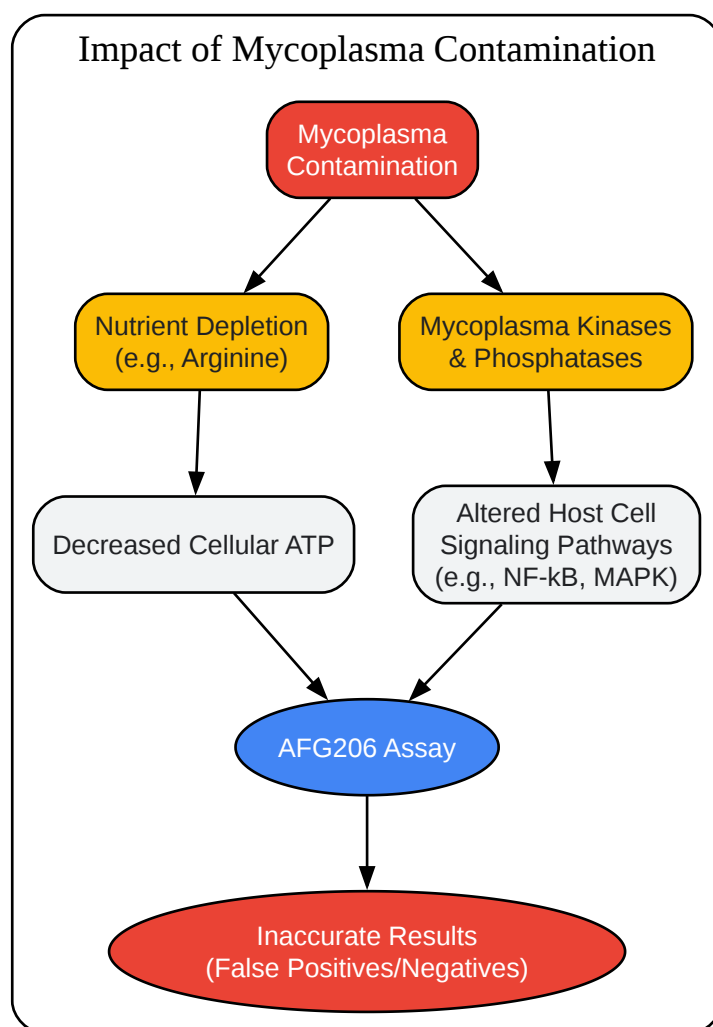 Impact of Mycoplasma Contamination
Mycoplasma
Contamination
Nutrient Depletion
(e.g., Arginine)
Mycoplasma Kinases
& Phosphatases
Decreased Cellular ATP
Altered Host Cell
Signaling Pathways
(e.g., NF-kB, MAPK)
AFG206 Assay
Inaccurate Results
(False Positives/Negatives)